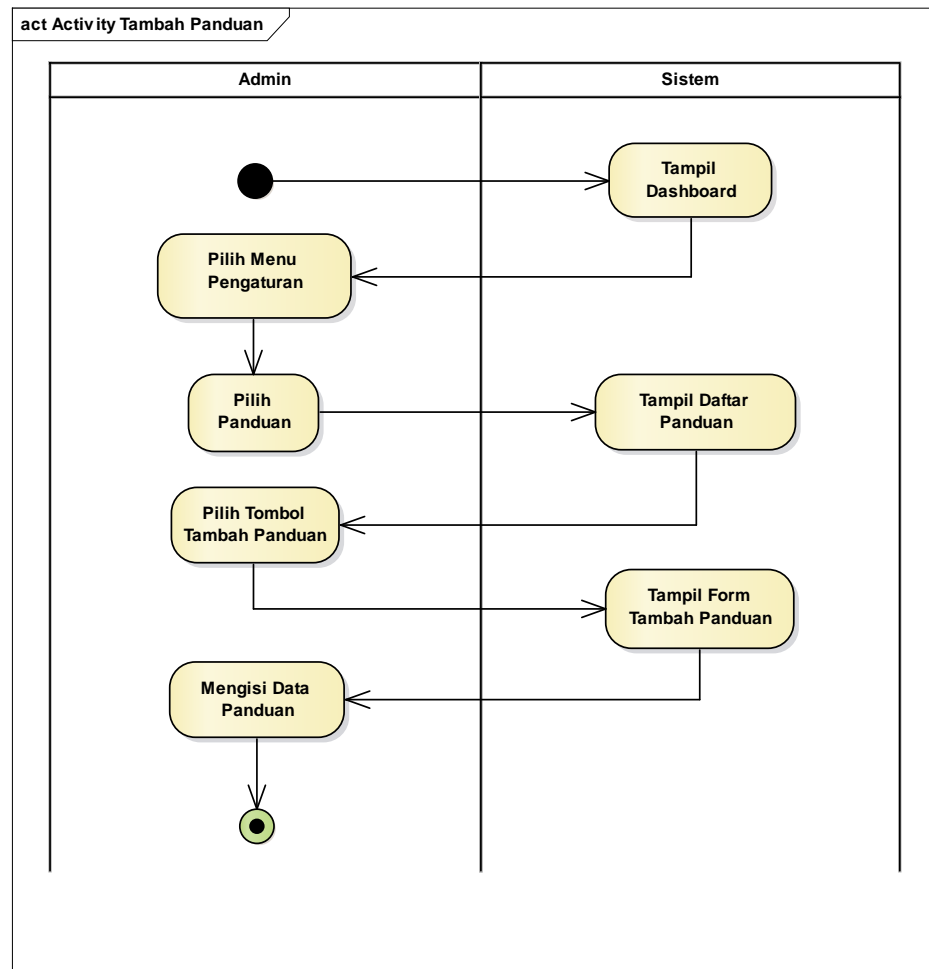 act Activity Tambah Panduan
Admin
Sistem
Tampil
Dashboard
Pilih Menu
Pengaturan
Pilih
Panduan
Tampil Daftar
Panduan
Pilih Tombol
Tambah Panduan
Tampil Form
Tambah Panduan
Mengisi Data
Panduan